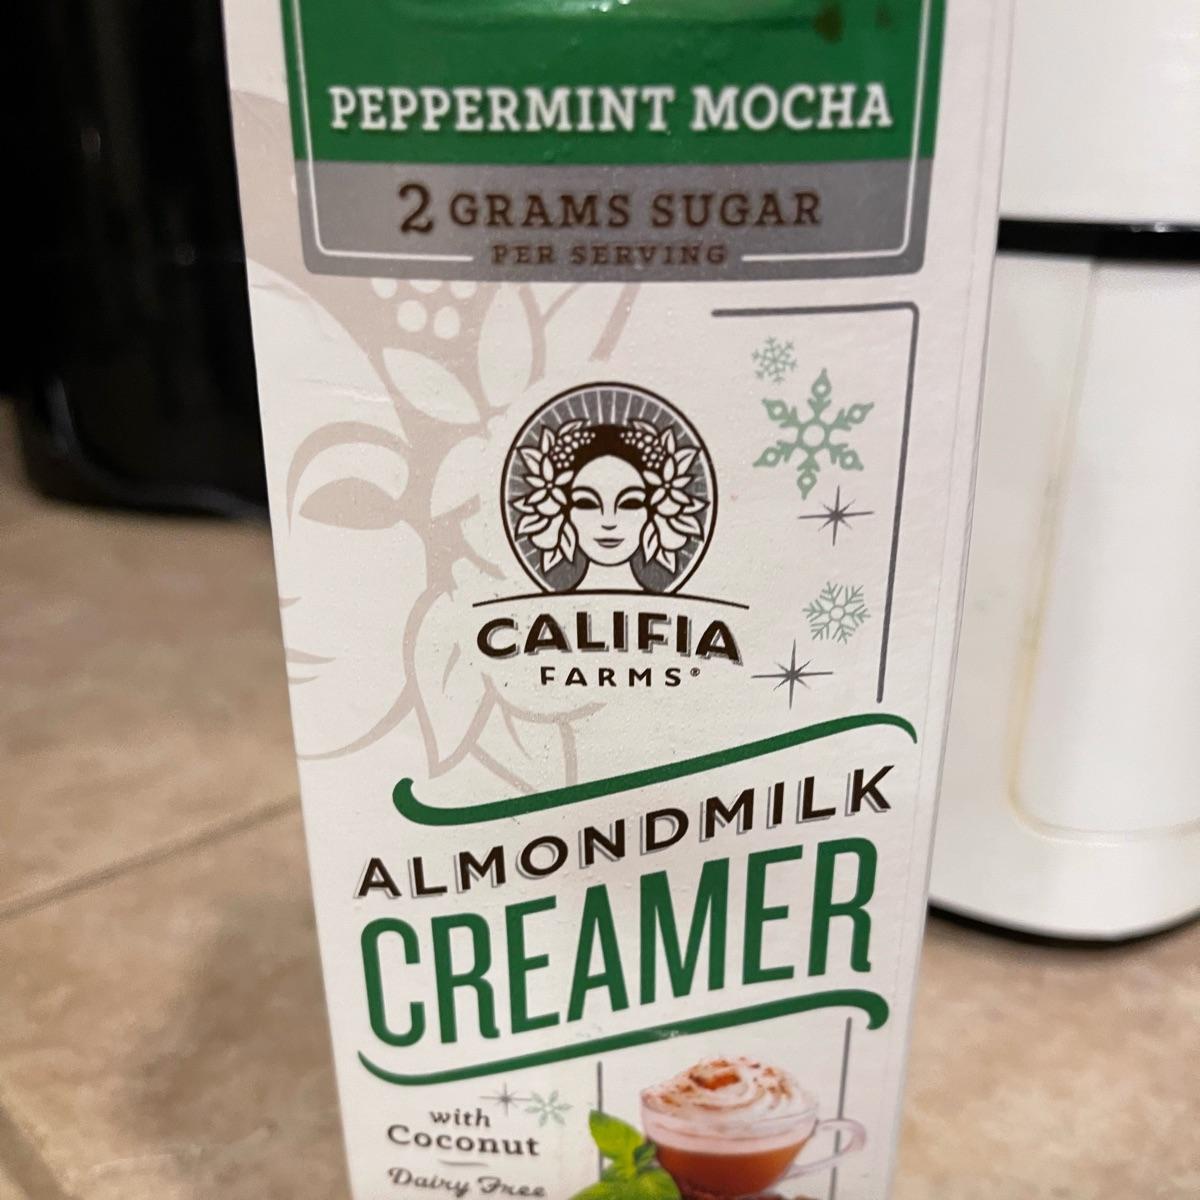 PEPPERMINT MOCHA
2 GRAMS SUGAR
PER SERVING
CALIFIA
FARMS®
ALMONDMILK
CREAMER
with
Coconut
Dairy Free